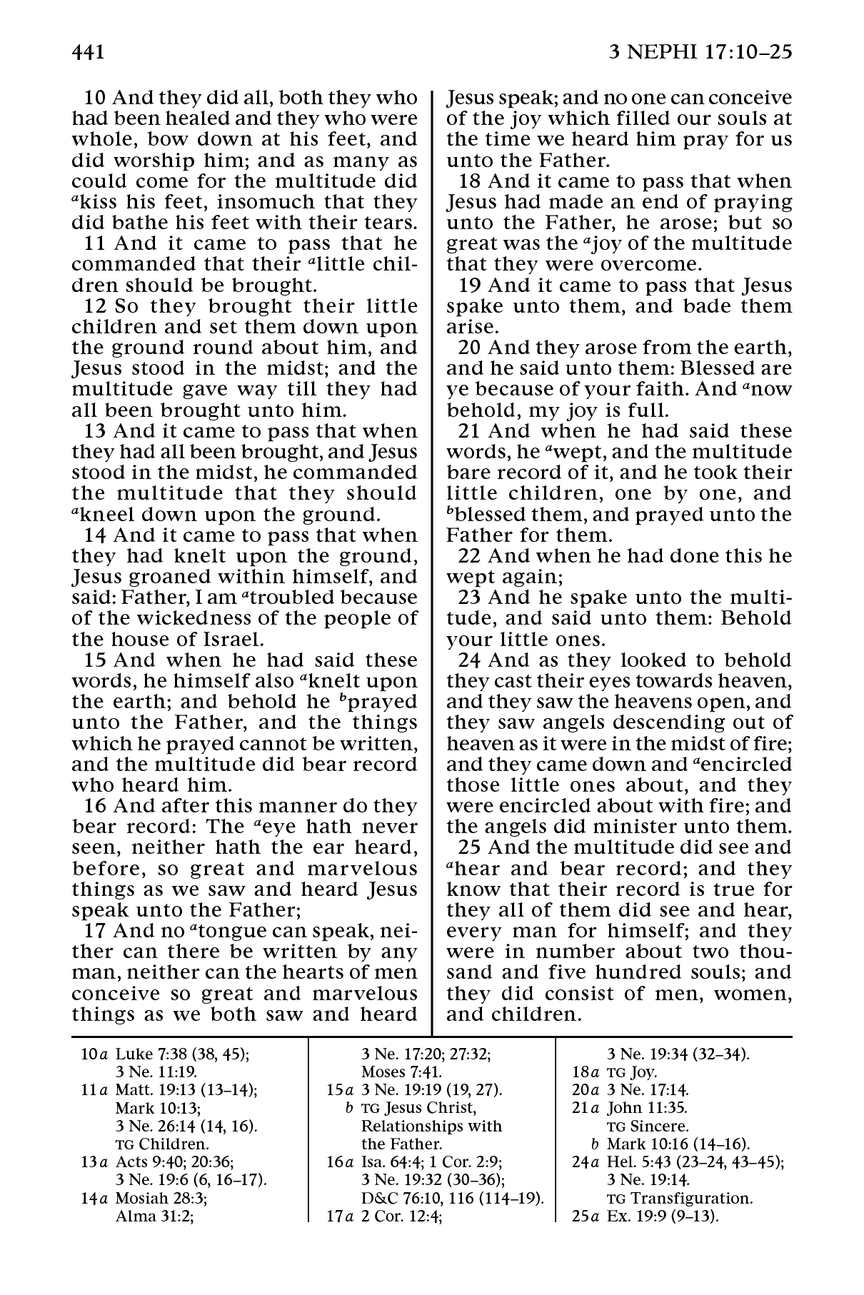 441
3 NEPHI 17:10–25
10 And they did all, both they who
had been healed and they who were
whole, bow down at his feet, and
did worship him; and as many as
could come for the multitude did
akiss his feet, insomuch that they
did bathe his feet with their tears.
11 And it came to pass that he
commanded that their alittle chil-
dren should be brought.
12 So they brought their little
children and set them down upon
the ground round about him, and
Jesus stood in the midst; and the
multitude gave way till they had
all been brought unto him.
13 And it came to pass that when
they had all been brought, and Jesus
stood in the midst, he commanded
the multitude that they should
akneel down upon the ground.
14 And it came to pass that when
they had knelt upon the ground,
Jesus groaned within himself, and
said: Father, I am atroubled because
of the wickedness of the people of
the house of Israel.
15 And when he had said these
words, he himself also aknelt upon
the earth; and behold he bprayed
unto the Father, and the things
which he prayed cannot be written,
and the multitude did bear record
who heard him.
16 And after this manner do they
bear record: The aeye hath never
seen, neither hath the ear heard,
before, so great and marvelous
things as we saw and heard Jesus
speak unto the Father;
17 And no atongue can speak, nei-
ther can there be written by any
man, neither can the hearts of men
conceive so great and marvelous
things as we both saw and heard
Jesus speak; and no one can conceive
of the joy which filled our souls at
the time we heard him pray for us
unto the Father.
18 And it came to pass that when
Jesus had made an end of praying
unto the Father, he arose; but so
great was the ajoy of the multitude
that they were overcome.
19 And it came to pass that Jesus
spake unto them, and bade them
arise.
20 And they arose from the earth,
and he said unto them: Blessed are
ye because of your faith. And anow
behold, my joy is full.
21 And when he had said these
words, he awept, and the multitude
bare record of it, and he took their
little children, one by one, and
bblessed them, and prayed unto the
Father for them.
22 And when he had done this he
wept again;
23 And he spake unto the multi-
tude, and said unto them: Behold
your little ones.
24 And as they looked to behold
they cast their eyes towards heaven,
and they saw the heavens open, and
they saw angels descending out of
heaven as it were in the midst of fire;
and they came down and aencircled
those little ones about, and they
were encircled about with fire; and
the angels did minister unto them.
25 And the multitude did see and
ahear and bear record; and they
know that their record is true for
they all of them did see and hear,
every man for himself; and they
were in number about two thou-
sand and five hundred souls; and
they did consist of men, women,
and children.
10a Luke 7:38 (38, 45);
3 Ne. 11:19.
11a Matt. 19:13 (13–14);
Mark 10:13;
3 Ne. 26:14 (14, 16).
TG Children.
13a Acts 9:40; 20:36;
3 Ne. 19:6 (6, 16–17).
14a Mosiah 28:3;
Alma 31:2;
3 Ne. 17:20; 27:32;
Moses 7:41.
15a 3 Ne. 19:19 (19, 27).
b TG Jesus Christ,
Relationships with
the Father.
16a Isa. 64:4; 1 Cor. 2:9;
3 Ne. 19:32 (30–36);
D&C 76:10, 116 (114–19).
17a 2 Cor. 12:4;
3 Ne. 19:34 (32–34).
18a TG Joy.
20a 3 Ne. 17:14.
21a John 11:35.
TG Sincere.
b Mark 10:16 (14–16).
24a Hel. 5:43 (23–24, 43–45);
3 Ne. 19:14.
TG Transfiguration.
25a Ex. 19:9 (9–13).